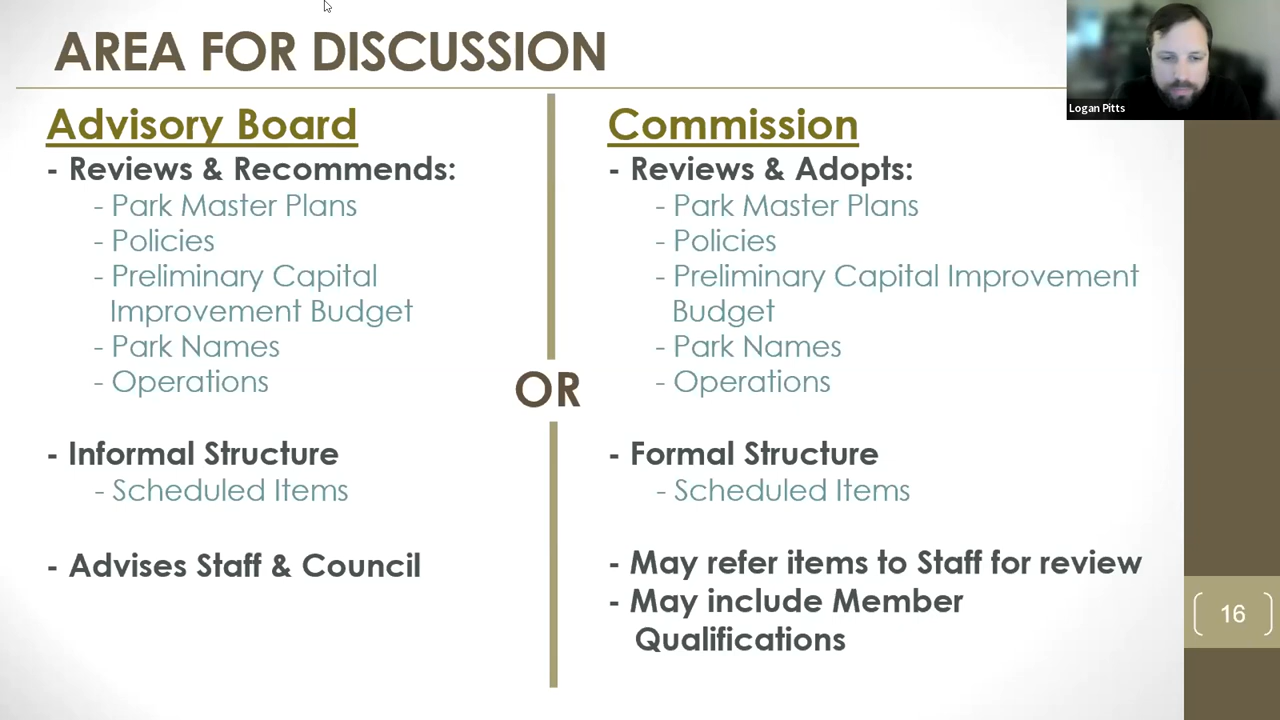 AREA FOR DISCUSSION
Logan Pitts
Advisory Board
- Reviews & Recommends:
- Park Master Plans
- Policies
- Preliminary Capital
Improvement Budget
- Park Names
- Operations
- Informal Structure
- Scheduled Items
- Advises Staff & Council
OR
Commission
- Reviews & Adopts:
- Park Master Plans
- Policies
- Preliminary Capital Improvement
Budget
- Park Names
- Operations
- Formal Structure
- Scheduled Items
- May refer items to Staff for review
- May include Member
Qualifications
16